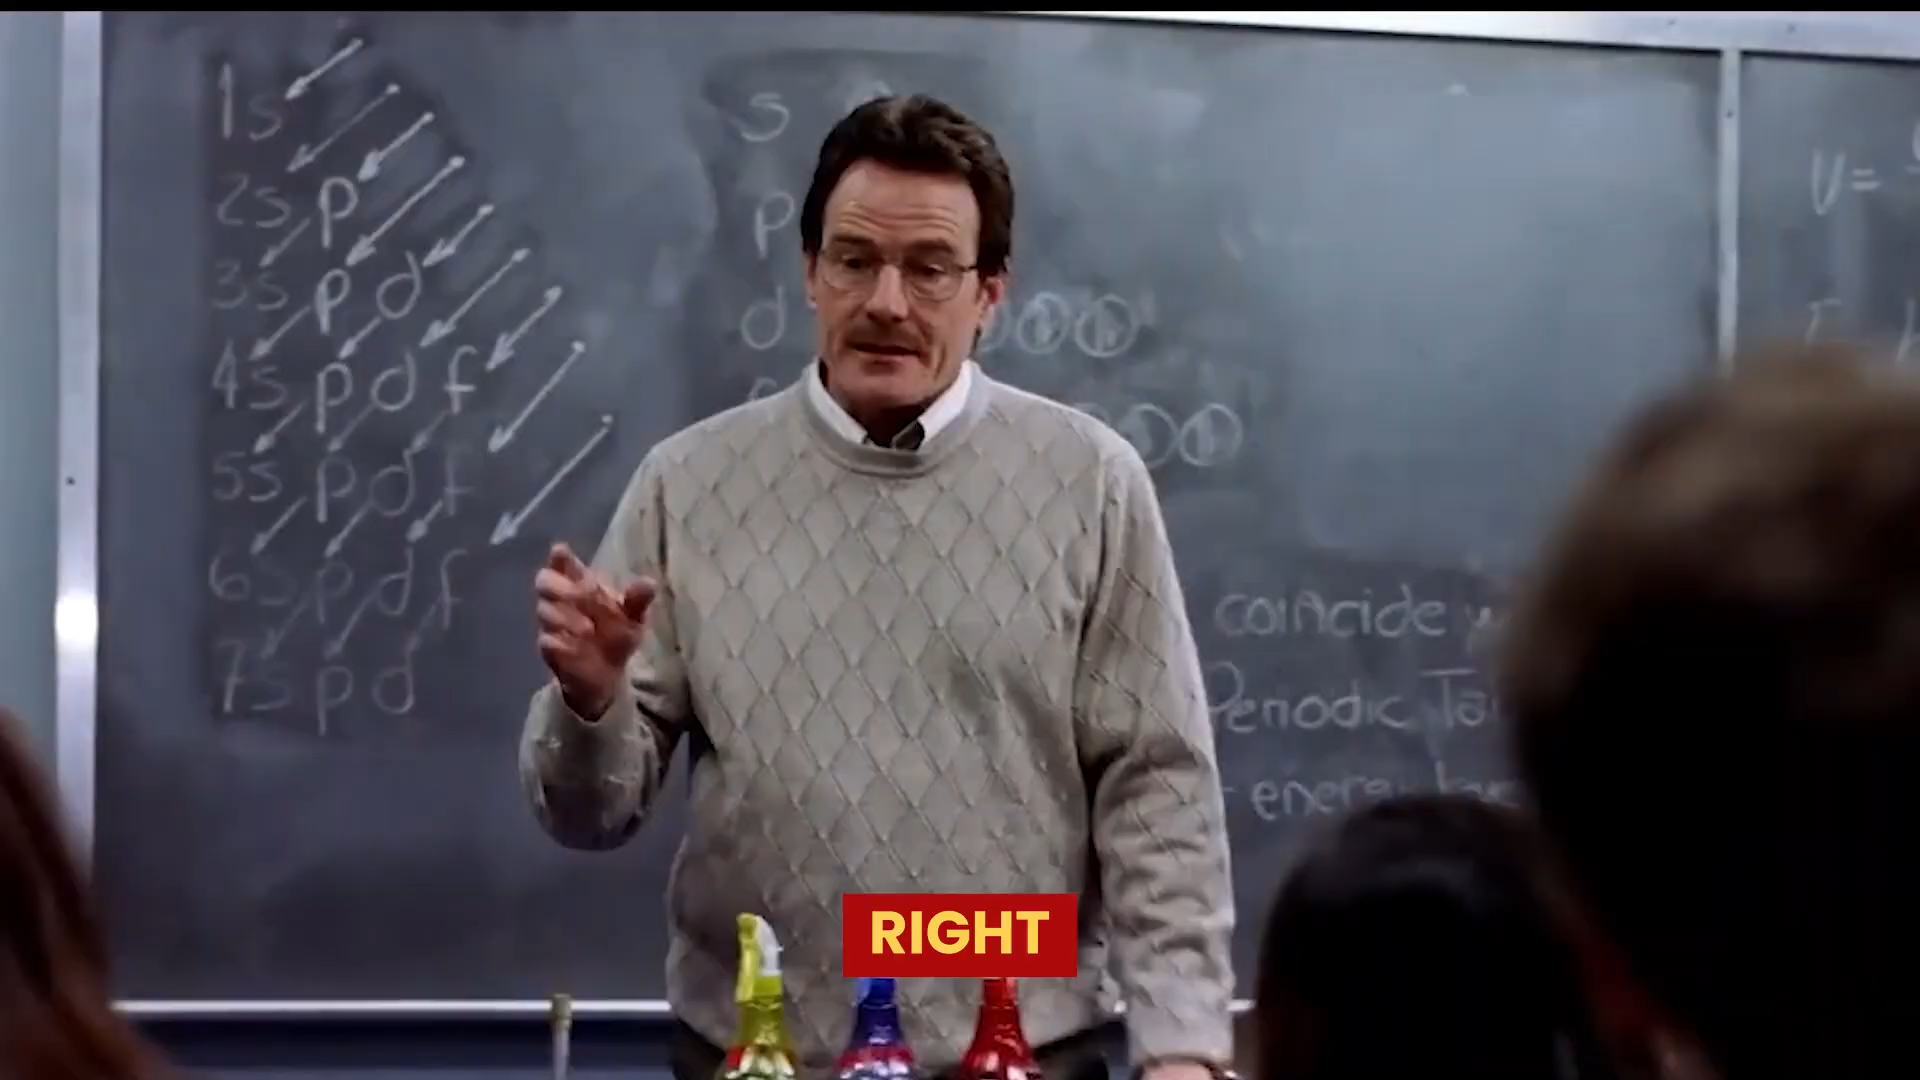 1s
2s p
3s p d
4s p d f
5s p d f
6s p d f
7s p d
s
p
d
coincide
Periodic
energy
V=
RIGHT